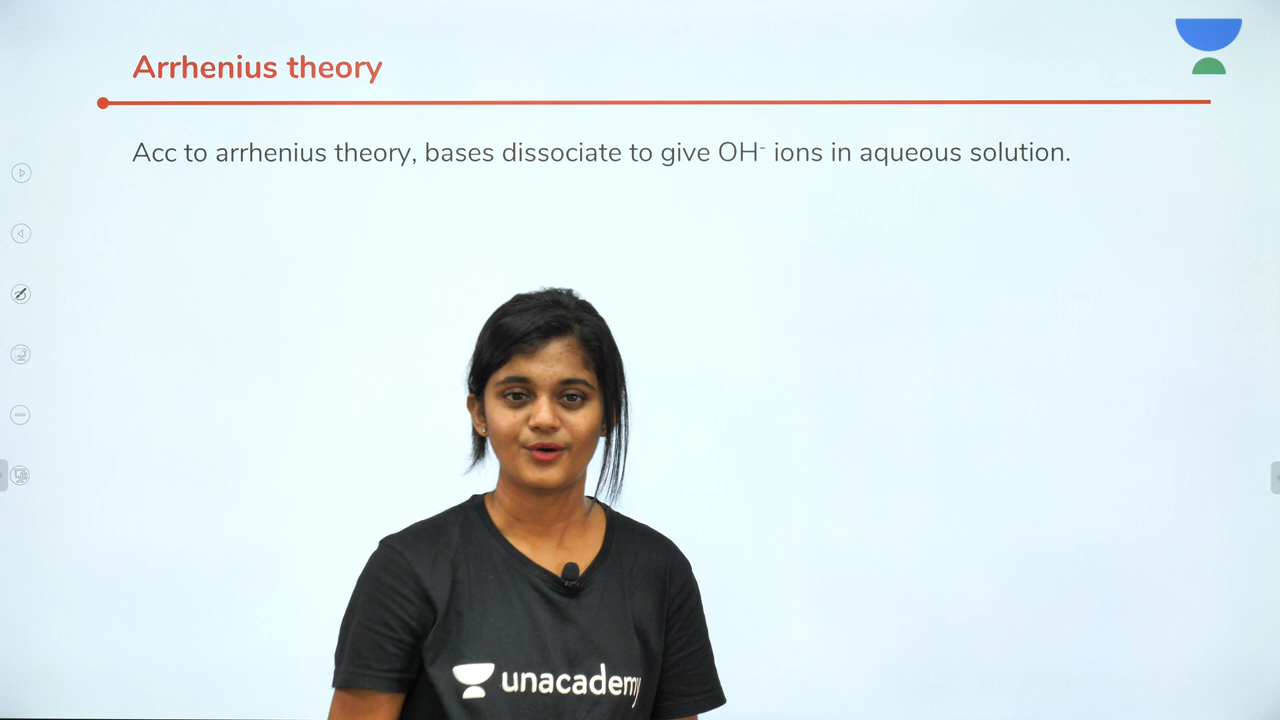 Arrhenius theory
Acc to arrhenius theory, bases dissociate to give OH⁻ ions in aqueous solution.
unacademy